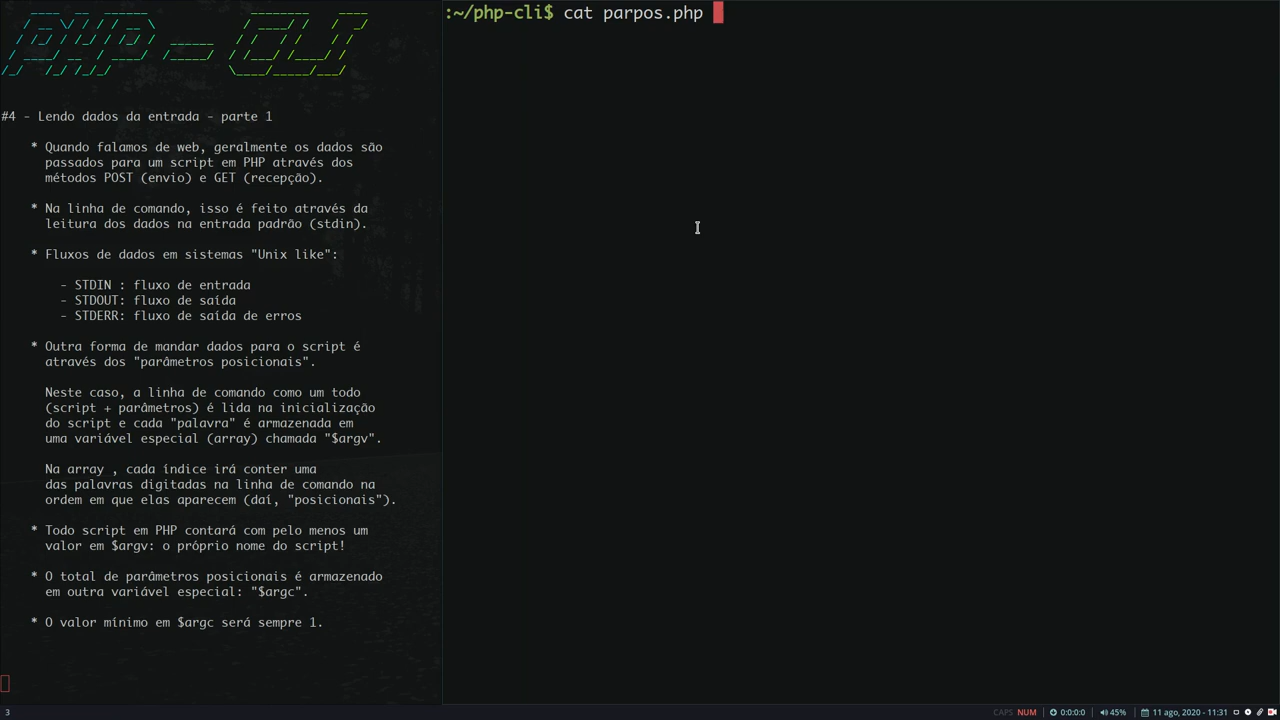 PHP - CLI
#4 - Lendo dados da entrada - parte 1
* Quando falamos de web, geralmente os dados são
passados para um script em PHP através dos
métodos POST (envio) e GET (recepção).
* Na linha de comando, isso é feito através da
leitura dos dados na entrada padrão (stdin).
* Fluxos de dados em sistemas "Unix like":
- STDIN : fluxo de entrada
- STDOUT: fluxo de saída
- STDERR: fluxo de saída de erros
* Outra forma de mandar dados para o script é
através dos "parâmetros posicionais".
Neste caso, a linha de comando como um todo
(script + parâmetros) é lida na inicialização
do script e cada "palavra" é armazenada em
uma variável especial (array) chamada "$argv".
Na array , cada índice irá conter uma
das palavras digitadas na linha de comando na
ordem em que elas aparecem (daí, "posicionais").
* Todo script em PHP contará com pelo menos um
valor em $argv: o próprio nome do script!
* O total de parâmetros posicionais é armazenado
em outra variável especial: "$argc".
* O valor mínimo em $argc será sempre 1.
:~/php-cli$ cat parpos.php
3
CAPS NUM 0:0:0:0 45% 11 ago, 2020 - 11:31